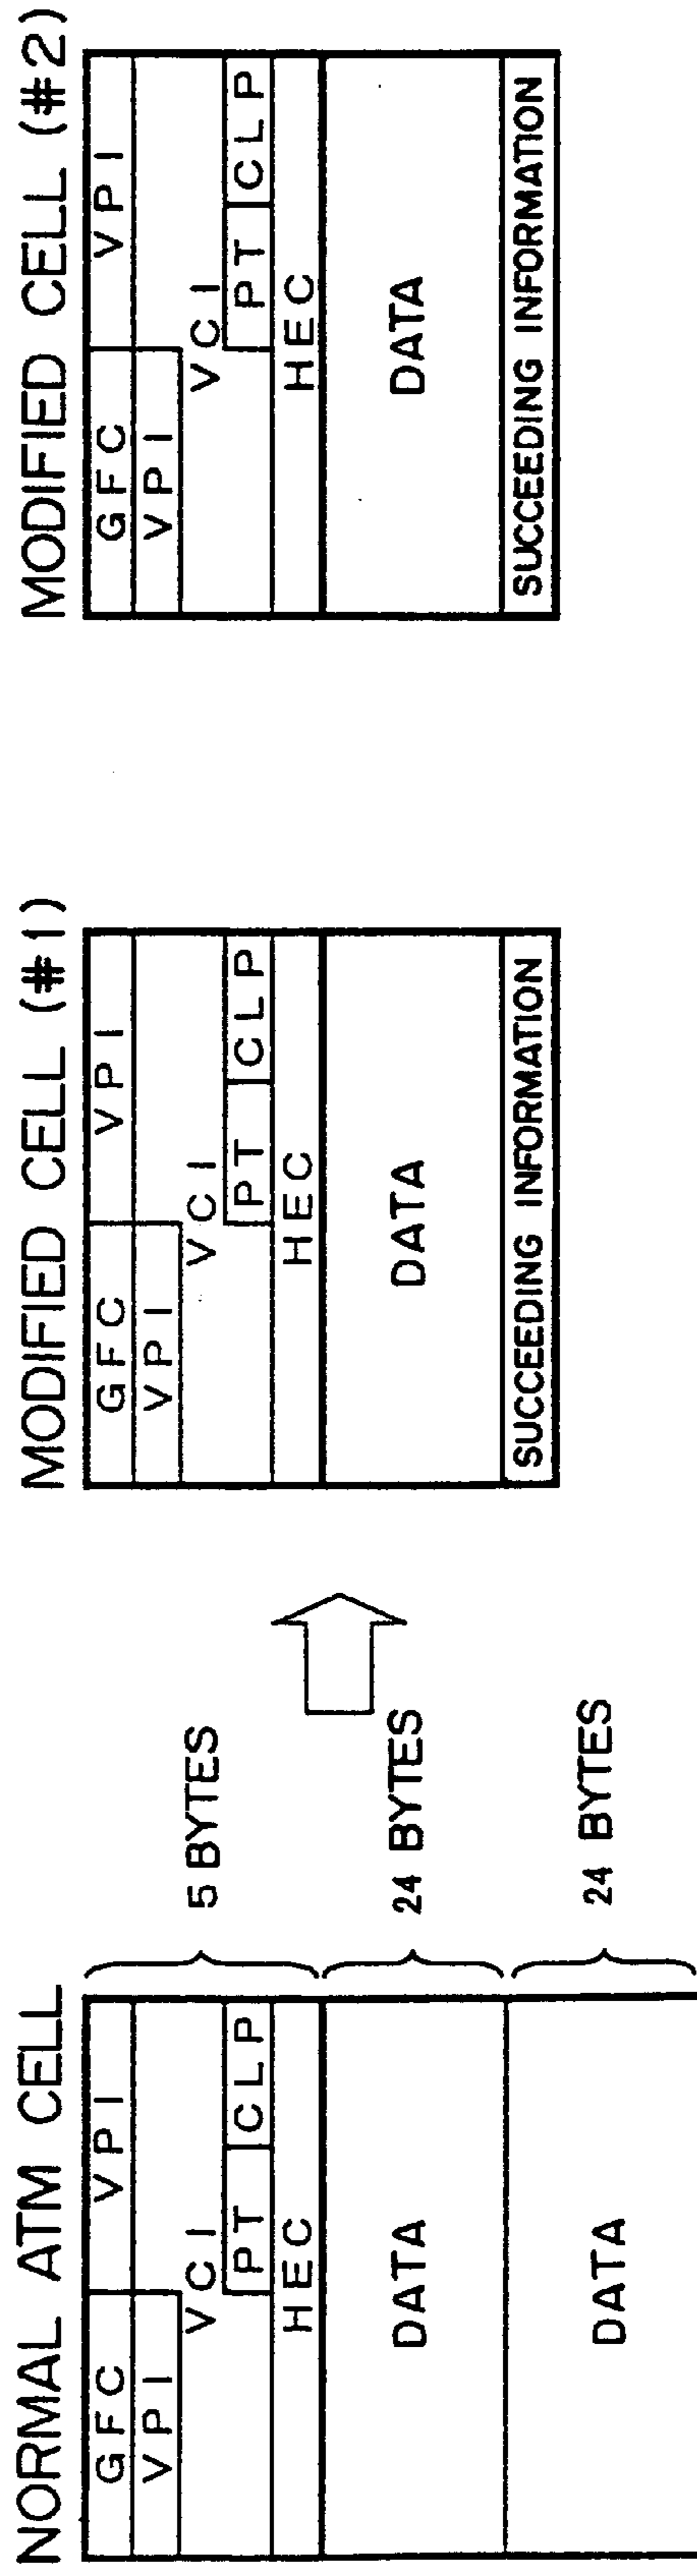 NORMAL ATM CELL
GFC VPI
VPI
VCI
PT CLP
HEC
DATA
DATA
5 BYTES
24 BYTES
24 BYTES
MODIFIED CELL (#1)
GFC VPI
VPI
VCI
PT CLP
HEC
DATA
SUCCEEDING INFORMATION
MODIFIED CELL (#2)
GFC VPI
VPI
VCI
PT CLP
HEC
DATA
SUCCEEDING INFORMATION